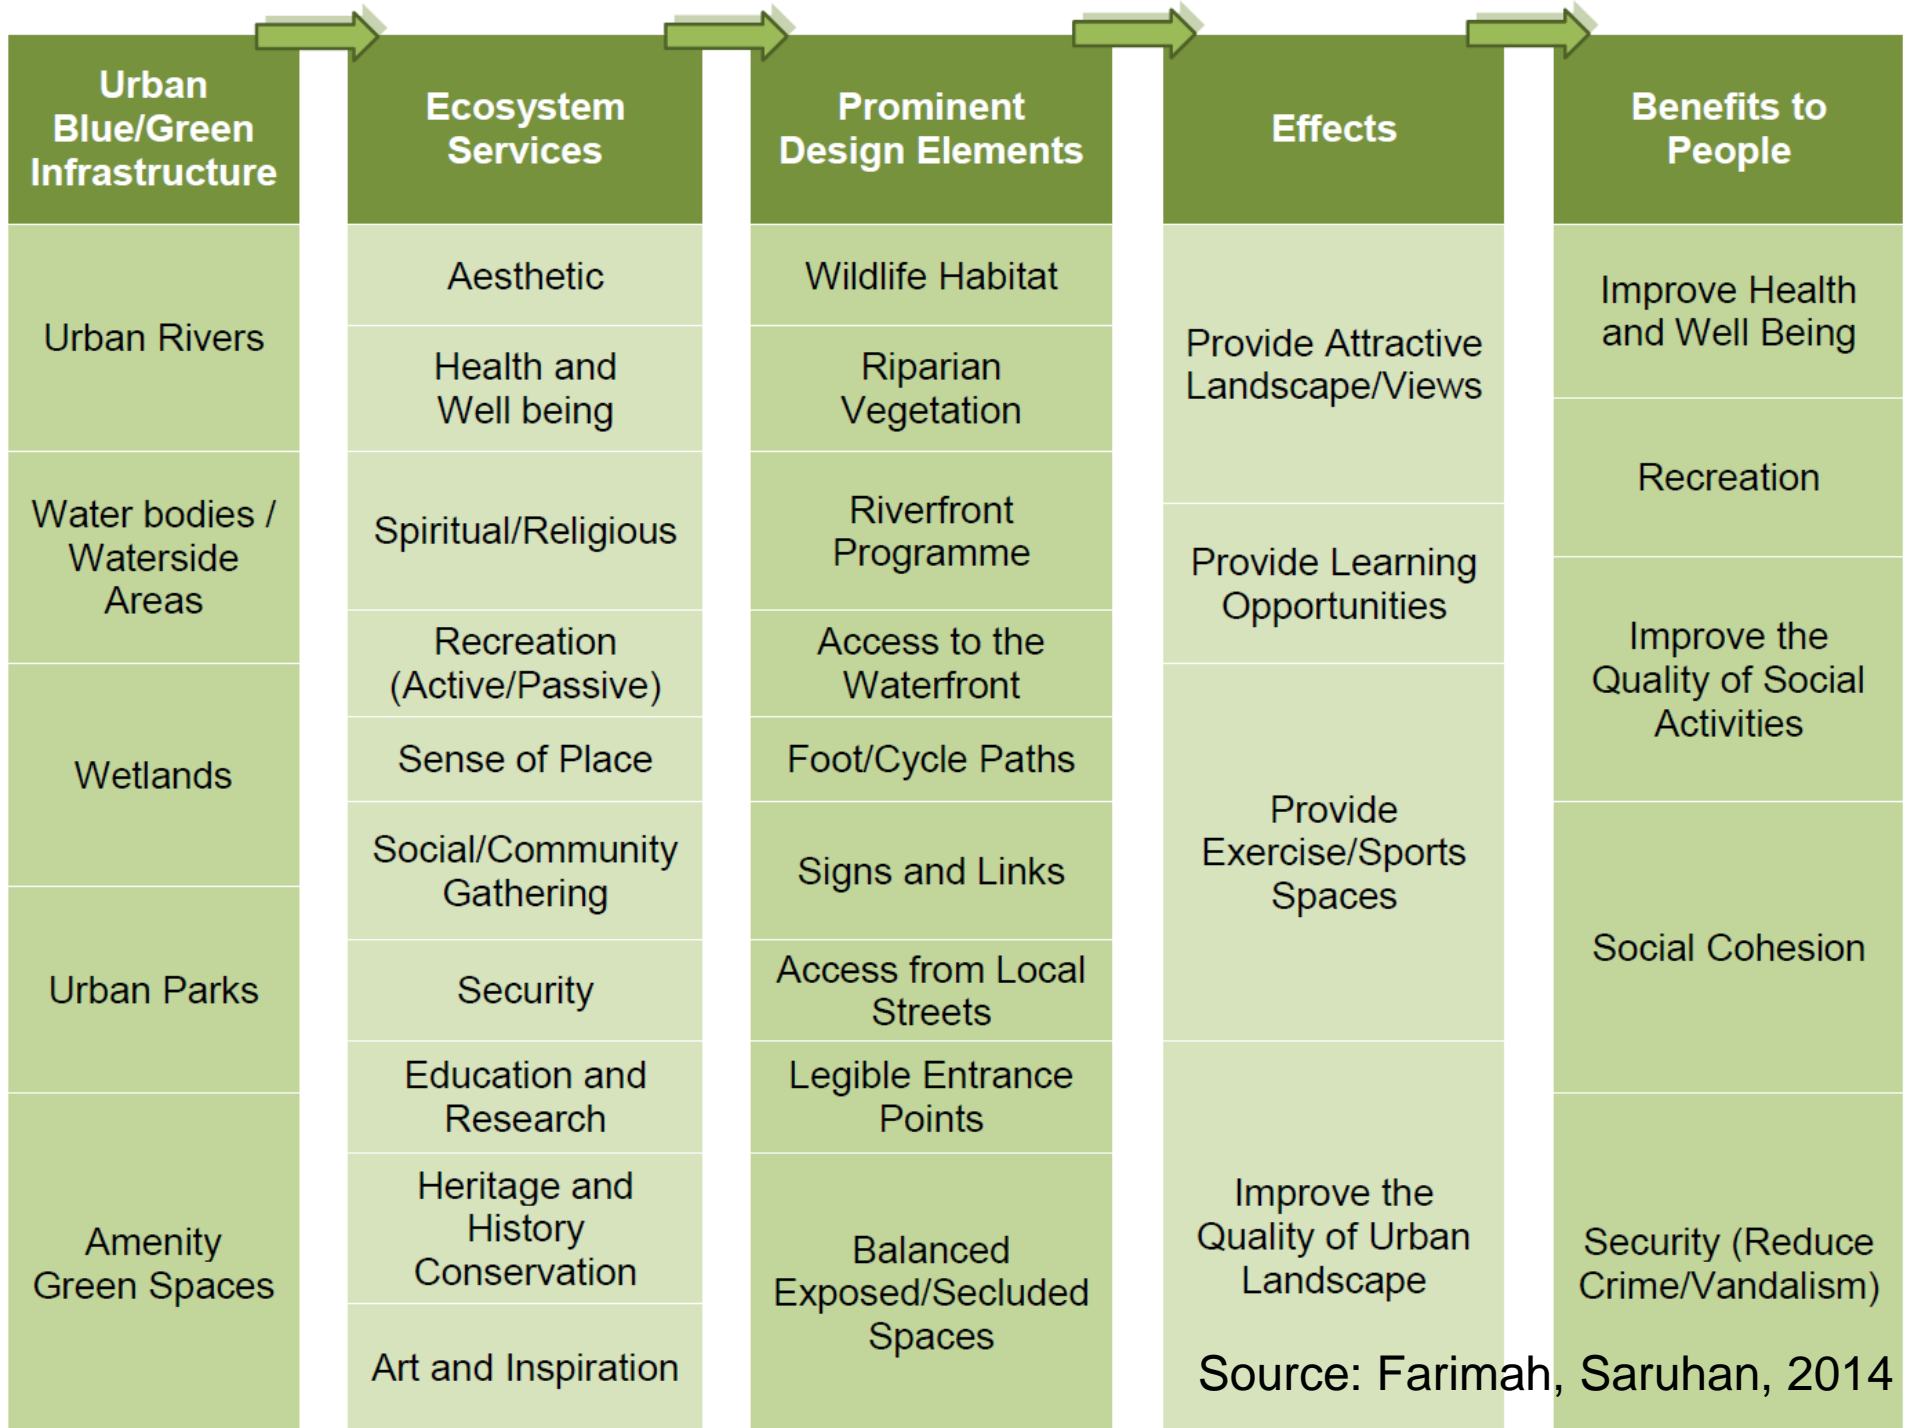 Urban
Blue/Green
Infrastructure
Urban Rivers
Water bodies /
Waterside
Areas
Wetlands
Urban Parks
Amenity
Green Spaces
Ecosystem
Services
Aesthetic
Health and
Well being
Spiritual/Religious
Recreation
(Active/Passive)
Sense of Place
Social/Community
Gathering
Security
Education and
Research
Heritage and
History
Conservation
Art and Inspiration
Prominent
Design Elements
Wildlife Habitat
Riparian
Vegetation
Riverfront
Programme
Access to the
Waterfront
Foot/Cycle Paths
Signs and Links
Access from Local
Streets
Legible Entrance
Points
Balanced
Exposed/Secluded
Spaces
Effects
Provide Attractive
Landscape/Views
Provide Learning
Opportunities
Provide
Exercise/Sports
Spaces
Improve the
Quality of Urban
Landscape
Benefits to
People
Improve Health
and Well Being
Recreation
Improve the
Quality of Social
Activities
Social Cohesion
Security (Reduce
Crime/Vandalism)
Source: Farimah, Saruhan, 2014